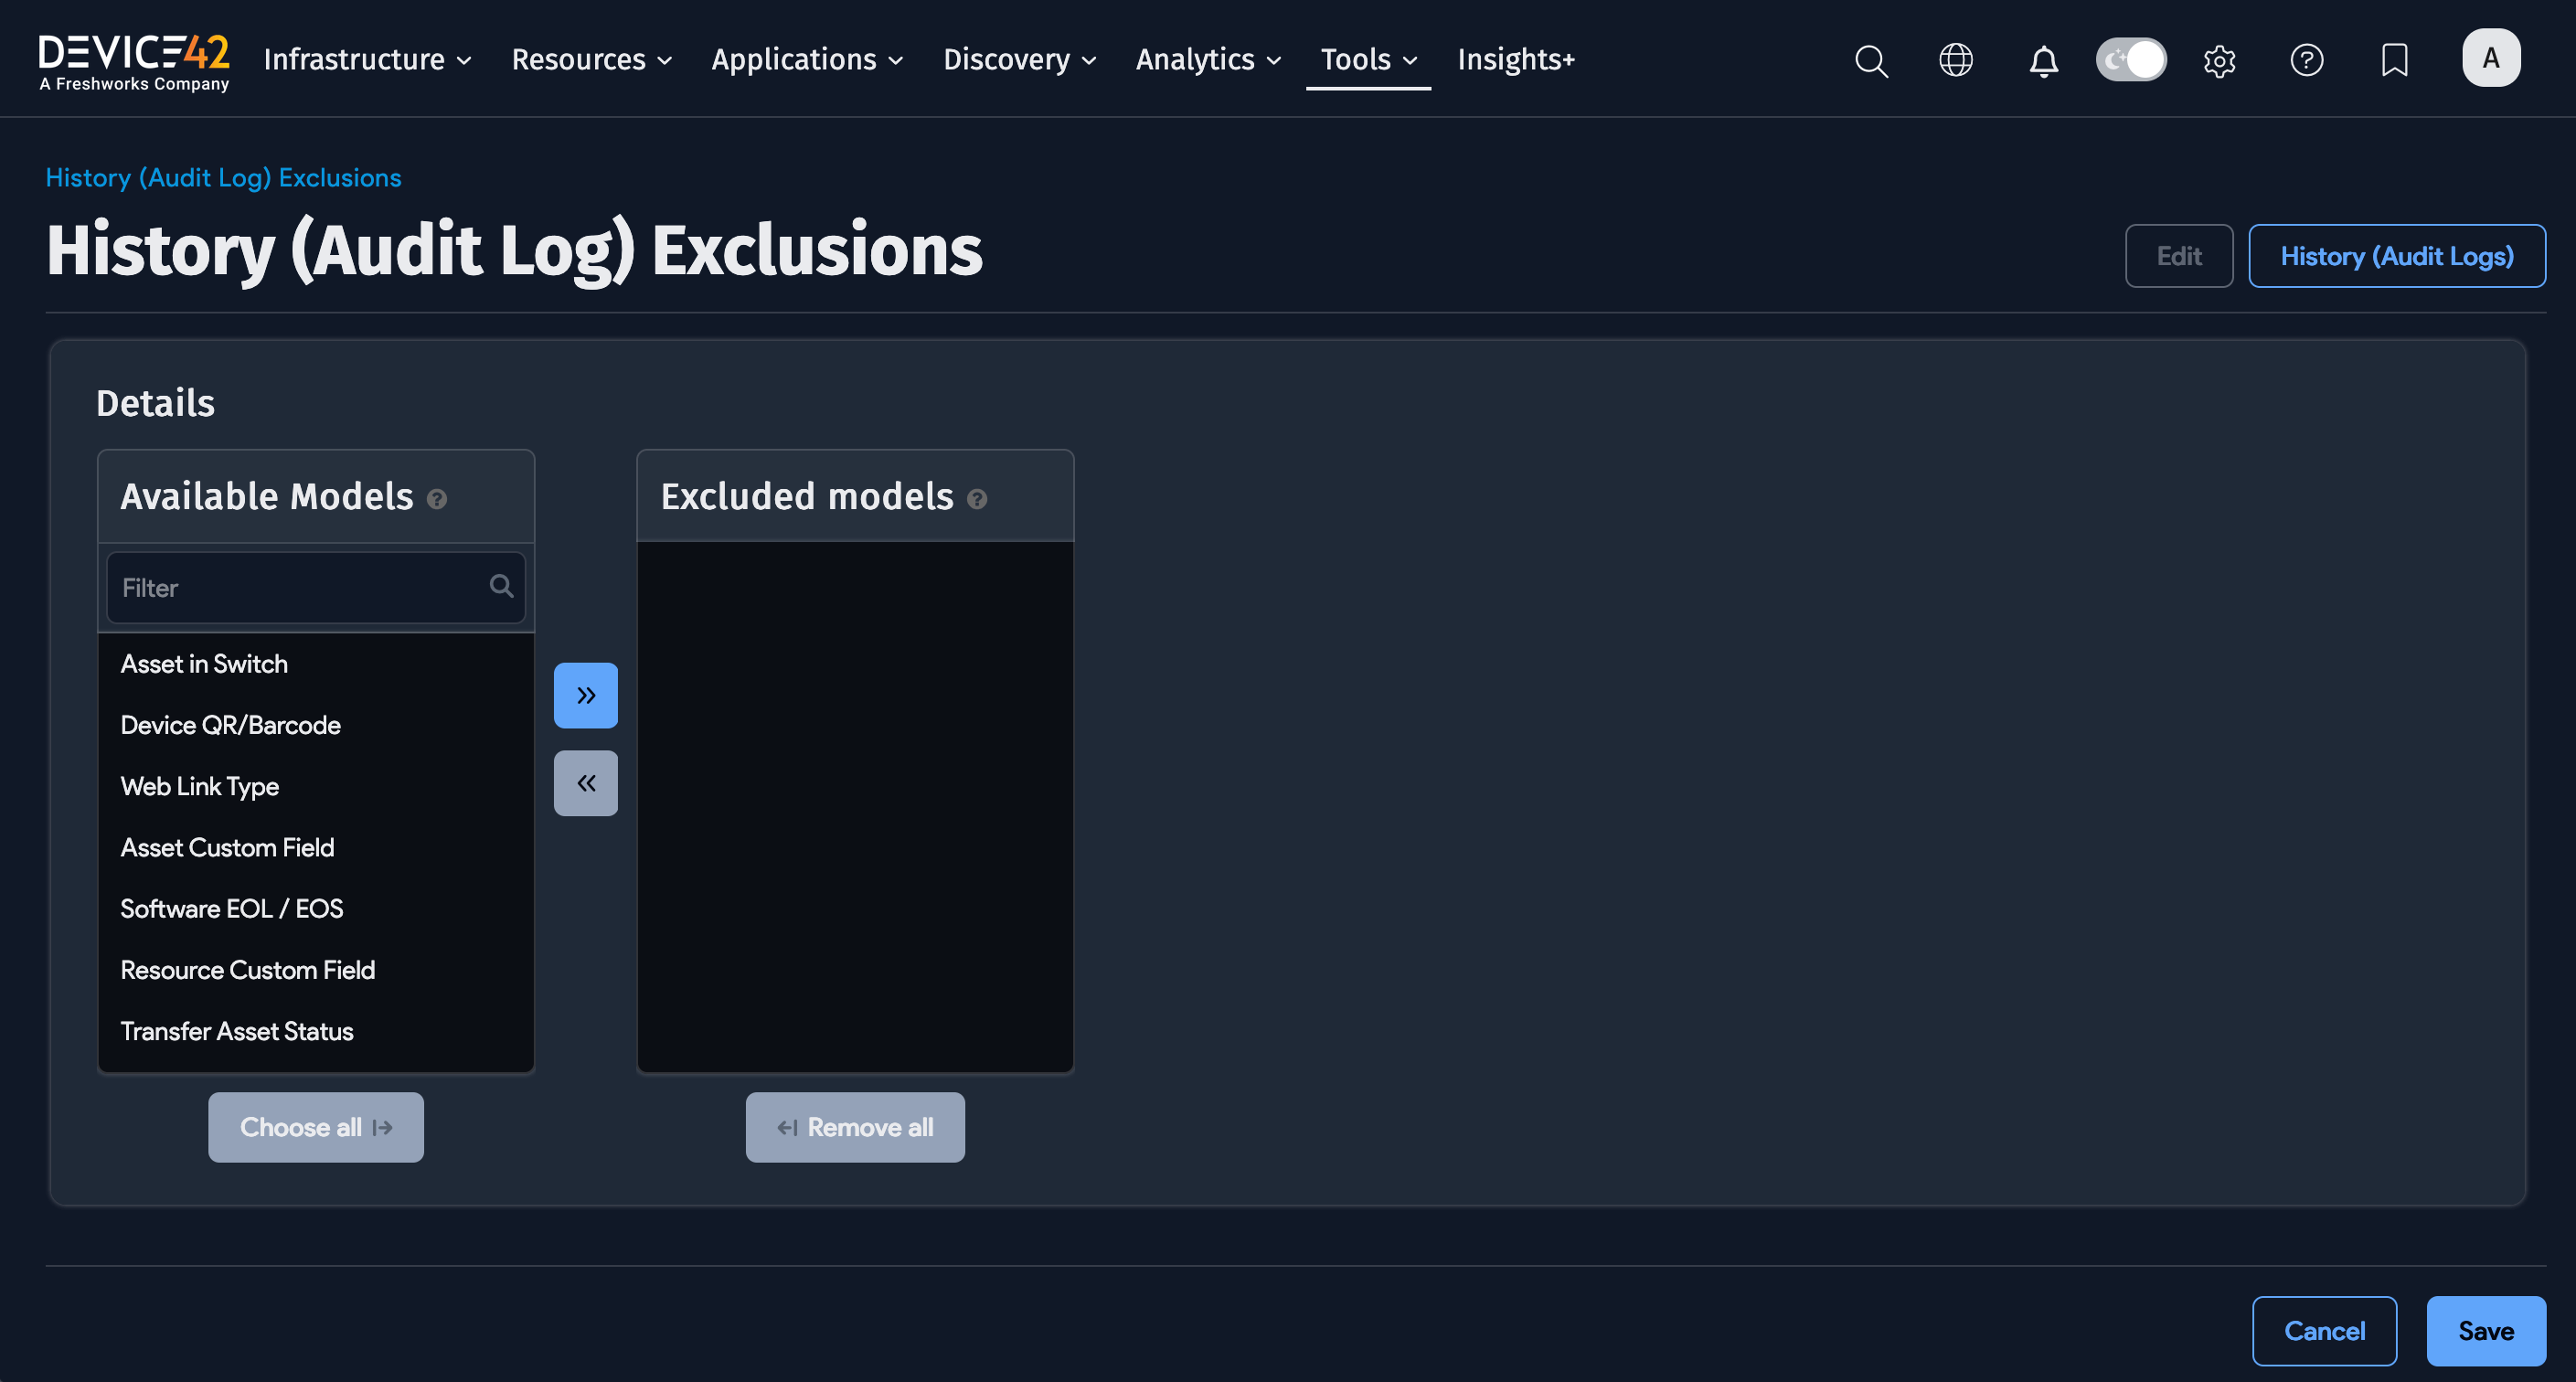 DEVICE42
A Freshworks Company
Infrastructure Resources Applications Discovery Analytics Tools Insights+
A
History (Audit Log) Exclusions
History (Audit Log) Exclusions
Edit
History (Audit Logs)
Details
Available Models
Filter
Asset in Switch
Device QR/Barcode
Web Link Type
Asset Custom Field
Software EOL / EOS
Resource Custom Field
Transfer Asset Status
Choose all
Excluded models
Remove all
Cancel
Save